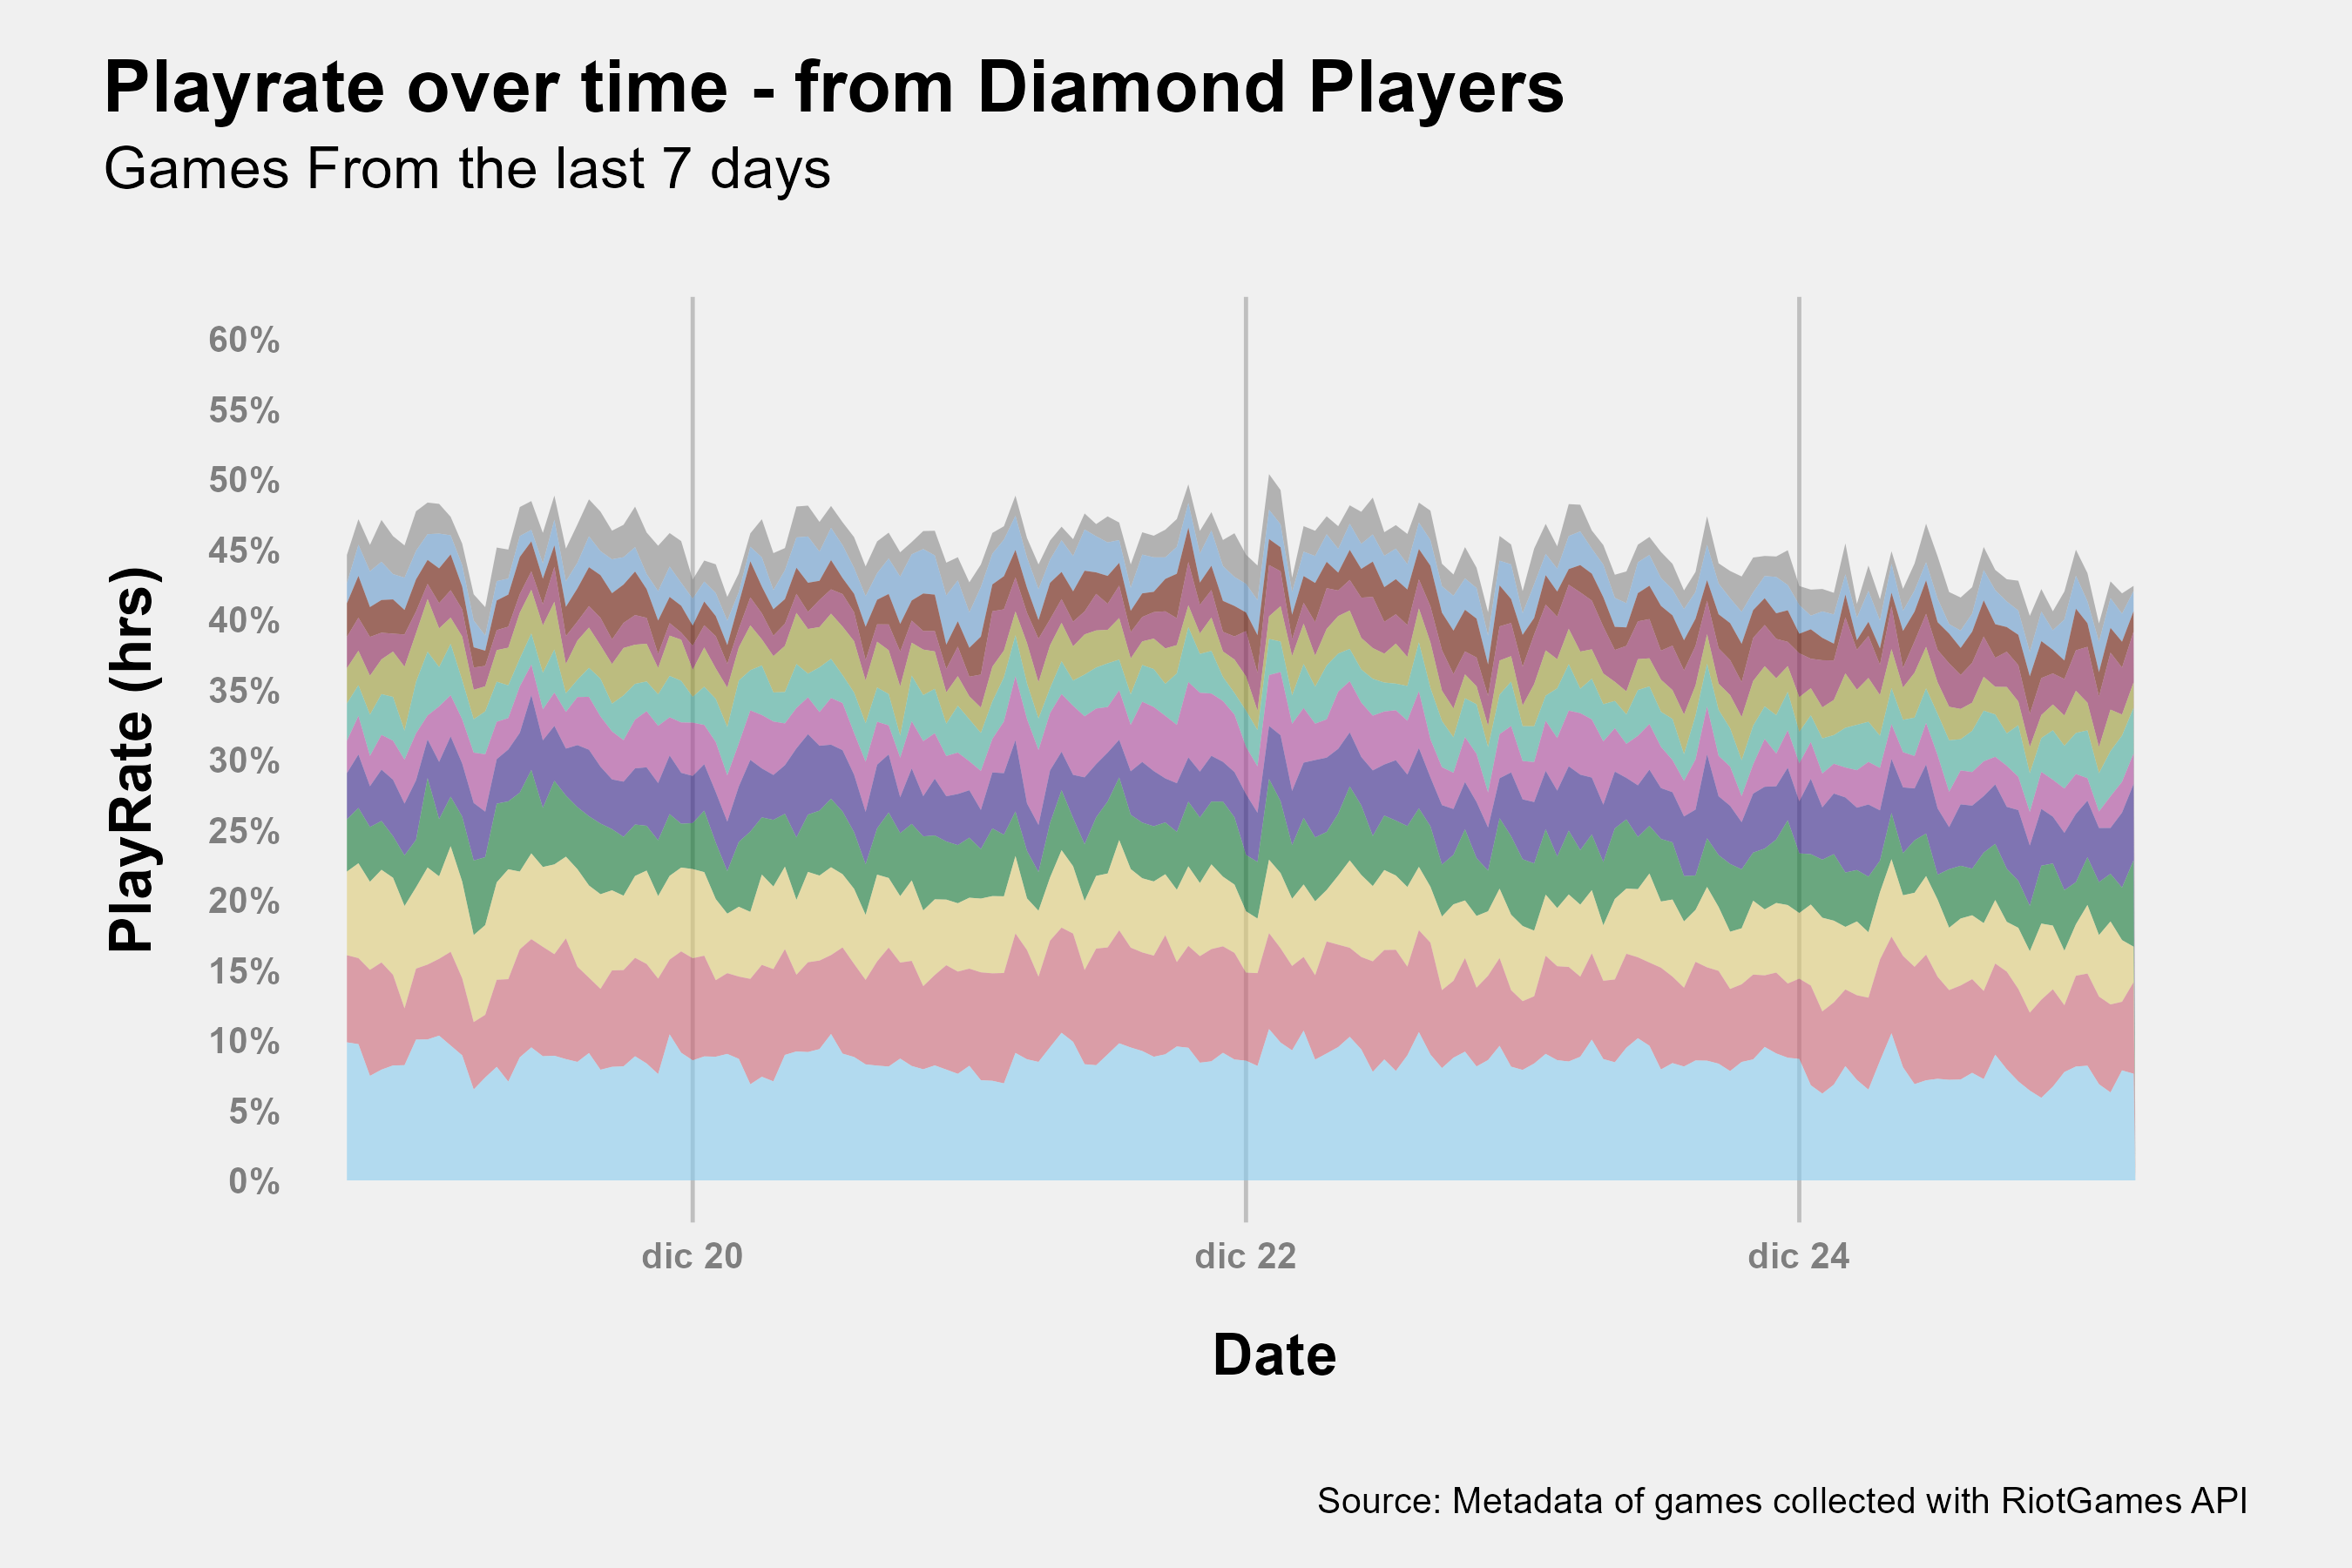 Playrate over time - from Diamond Players
Games From the last 7 days
PlayRate (hrs)
60%
55%
50%
45%
40%
35%
30%
25%
20%
15%
10%
5%
0%
dic 20 dic 22 dic 24
Date
Source: Metadata of games collected with RiotGames API